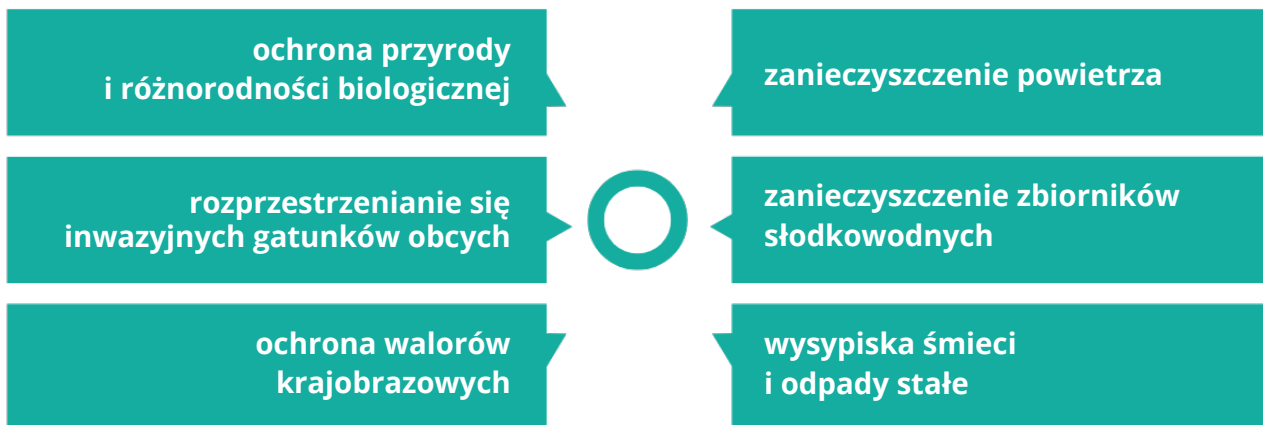 ochrona przyrody
i różnorodności biologicznej
zanieczyszczenie powietrza
rozprzestrzenianie się
inwazyjnych gatunków obcych
zanieczyszczenie zbiorników
słodkowodnych
ochrona walorów
krajobrazowych
wysypiska śmieci
i odpady stałe